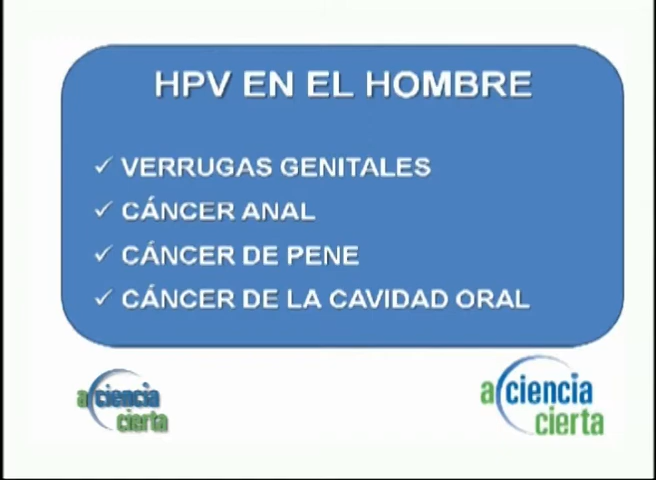 HPV EN EL HOMBRE
✓ VERRUGAS GENITALES
✓ CÁNCER ANAL
✓ CÁNCER DE PENE
✓ CÁNCER DE LA CAVIDAD ORAL
a ciencia
cierta
a ciencia
cierta